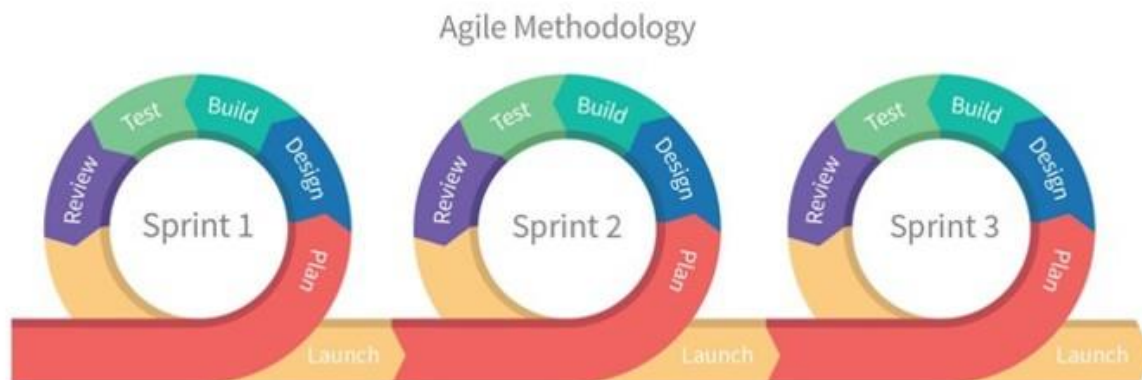 Agile Methodology
Test
Build
Review
Design
Sprint 1
Plan
Launch
Test
Build
Review
Design
Sprint 2
Plan
Launch
Test
Build
Review
Design
Sprint 3
Plan
Launch